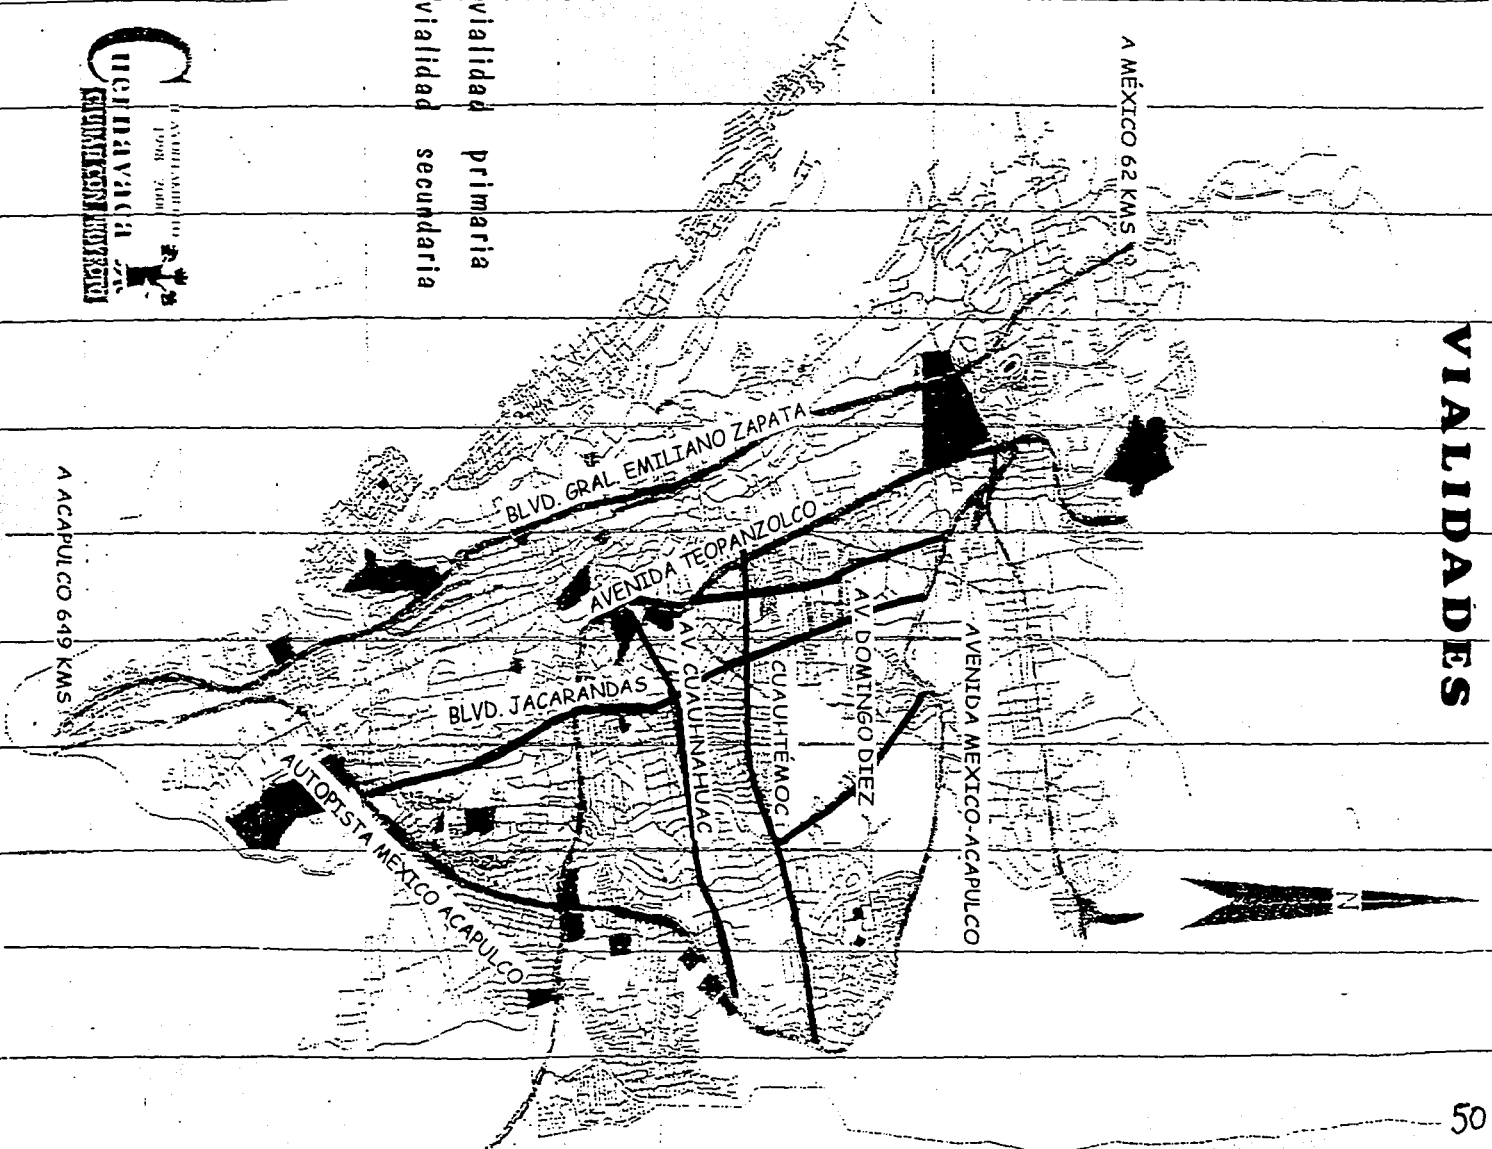 VIALIDADES
A MÉXICO 62 KMS
AVENIDA MEXICO-ACAPULCO
AV. DOMINGO DIEZ
CUAUHTÉMOC
AV. CUAUHNAHUAC
AVENIDA TEOPANZOLCO
BLVD. GRAL. EMILIANO ZAPATA
BLVD. JACARANDAS
AUTOPISTA MEXICO ACAPULCO
A ACAPULCO 649 KMS
vialidad primaria
vialidad secundaria
Cuernavaca
N
50